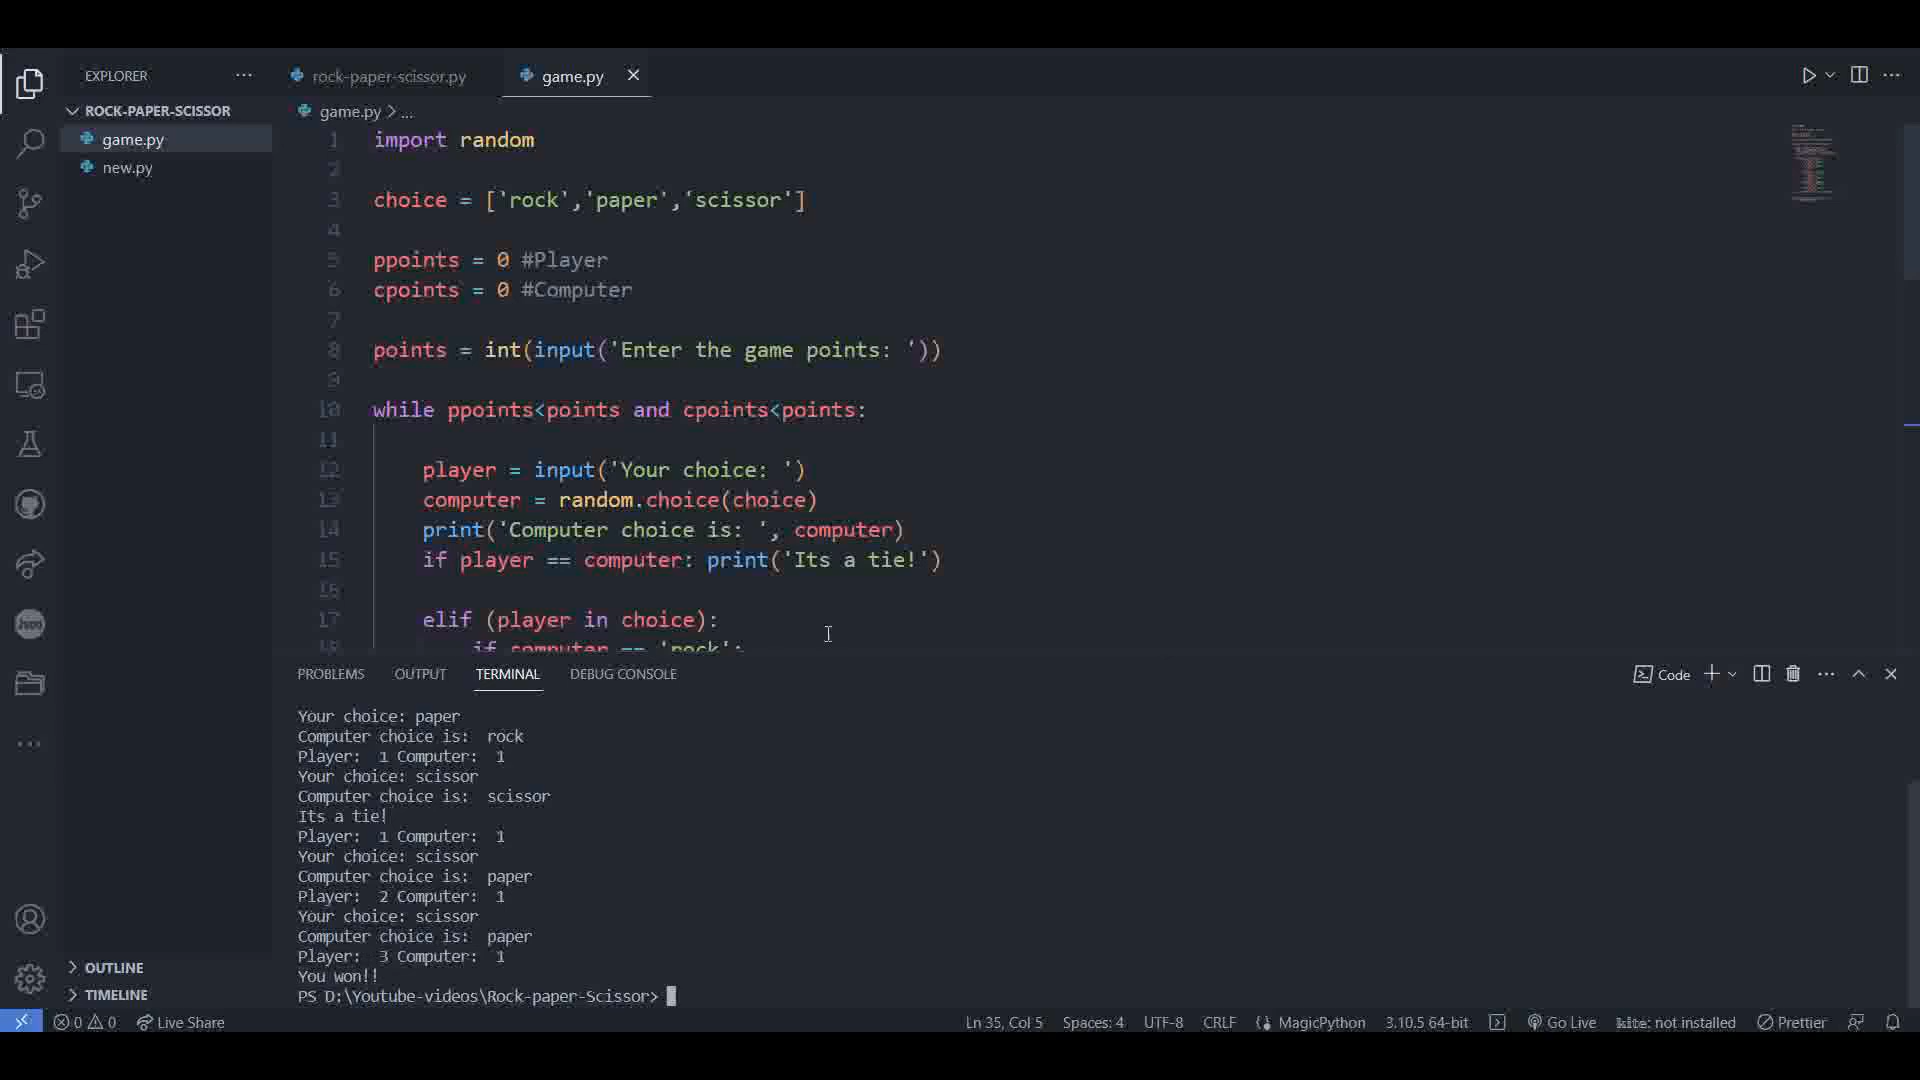 EXPLORER
rock-paper-scissor.py
game.py
ROCK-PAPER-SCISSOR
game.py
new.py
game.py > ...
1 import random
2
3 choice = ['rock','paper','scissor']
4
5 ppoints = 0 #Player
6 cpoints = 0 #Computer
7
8 points = int(input('Enter the game points: '))
9
10 while ppoints<points and cpoints<points:
11
12 player = input('Your choice: ')
13 computer = random.choice(choice)
14 print('Computer choice is: ', computer)
15 if player == computer: print('Its a tie!')
16
17 elif (player in choice):
18 if computer == 'rock':
PROBLEMS OUTPUT TERMINAL DEBUG CONSOLE
Code
Your choice: paper
Computer choice is:  rock
Player:  1 Computer:  1
Your choice: scissor
Computer choice is:  scissor
Its a tie!
Player:  1 Computer:  1
Your choice: scissor
Computer choice is:  paper
Player:  2 Computer:  1
Your choice: scissor
Computer choice is:  paper
Player:  3 Computer:  1
You won!!
PS D:\Youtube-videos\Rock-paper-Scissor>
json
OUTLINE
TIMELINE
0 0 Live Share
Ln 35, Col 5 Spaces: 4 UTF-8 CRLF MagicPython 3.10.5 64-bit Go Live kite: not installed Prettier